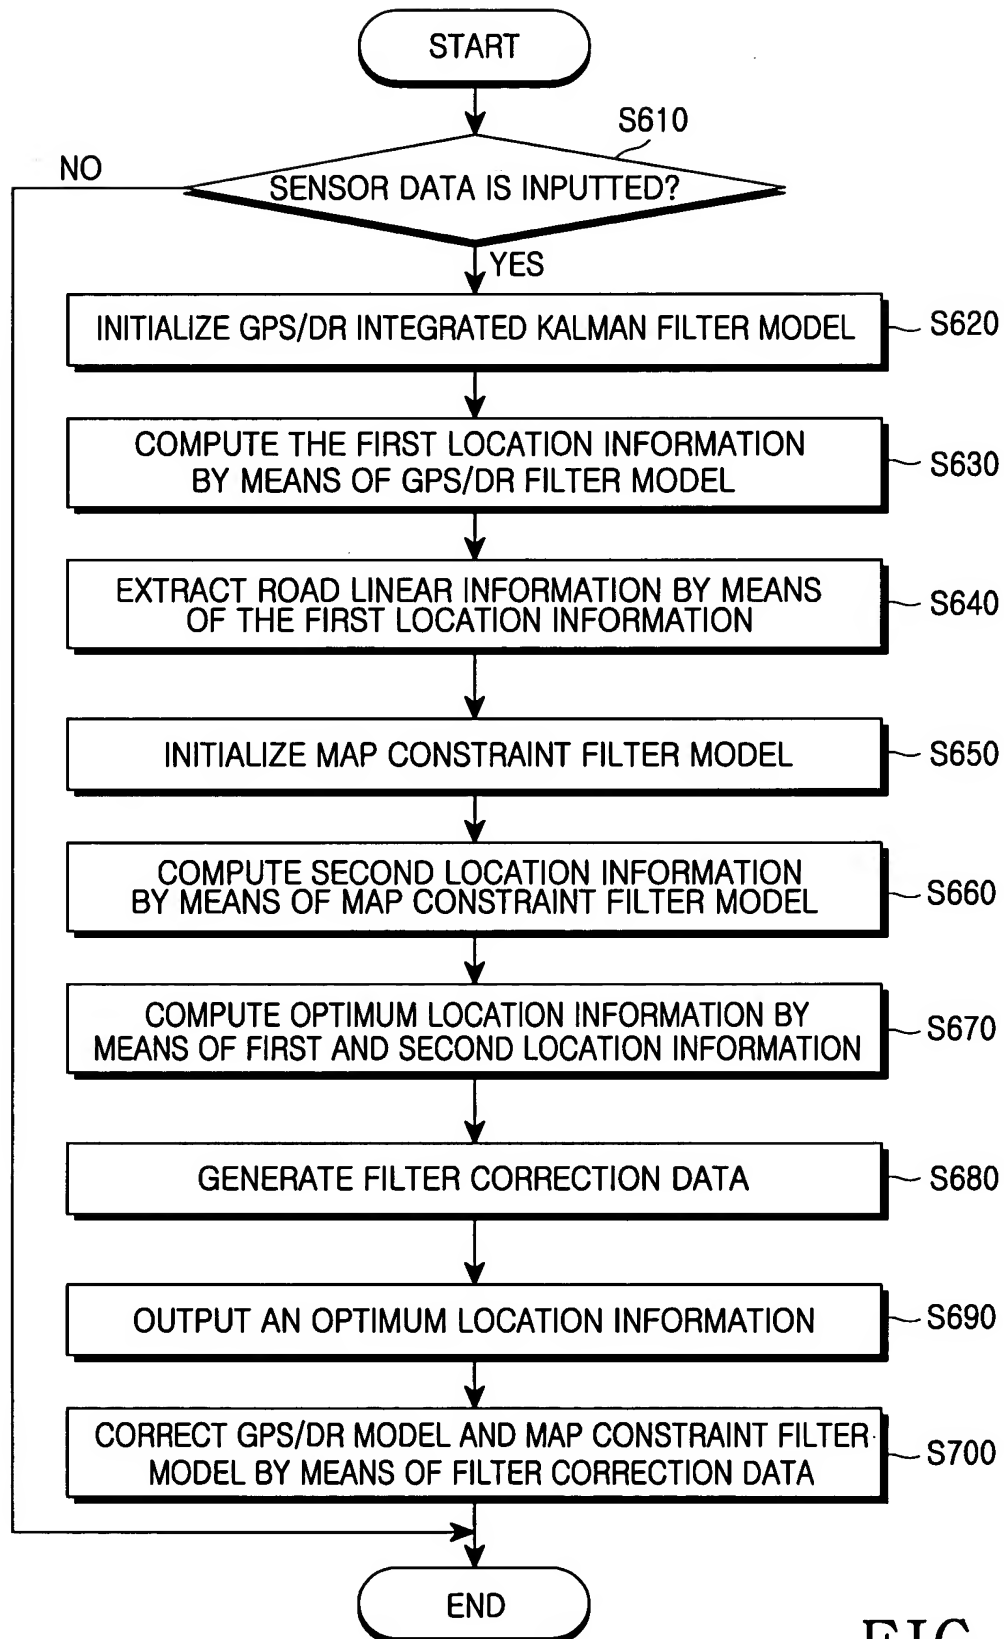 START
S610
NO
SENSOR DATA IS INPUTTED?
YES
INITIALIZE GPS/DR INTEGRATED KALMAN FILTER MODEL
S620
COMPUTE THE FIRST LOCATION INFORMATION
BY MEANS OF GPS/DR FILTER MODEL
S630
EXTRACT ROAD LINEAR INFORMATION BY MEANS
OF THE FIRST LOCATION INFORMATION
S640
INITIALIZE MAP CONSTRAINT FILTER MODEL
S650
COMPUTE SECOND LOCATION INFORMATION
BY MEANS OF MAP CONSTRAINT FILTER MODEL
S660
COMPUTE OPTIMUM LOCATION INFORMATION BY
MEANS OF FIRST AND SECOND LOCATION INFORMATION
S670
GENERATE FILTER CORRECTION DATA
S680
OUTPUT AN OPTIMUM LOCATION INFORMATION
S690
CORRECT GPS/DR MODEL AND MAP CONSTRAINT FILTER
MODEL BY MEANS OF FILTER CORRECTION DATA
S700
END
FIG